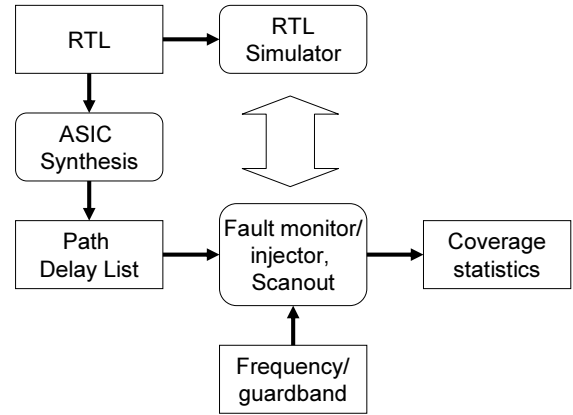 RTL
RTL
Simulator
ASIC
Synthesis
Path
Delay List
Fault monitor/
injector,
Scanout
Coverage
statistics
Frequency/
guardband